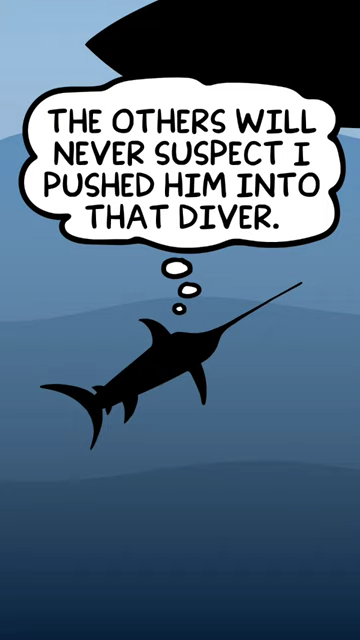 THE OTHERS WILL
NEVER SUSPECT I
PUSHED HIM INTO
THAT DIVER.